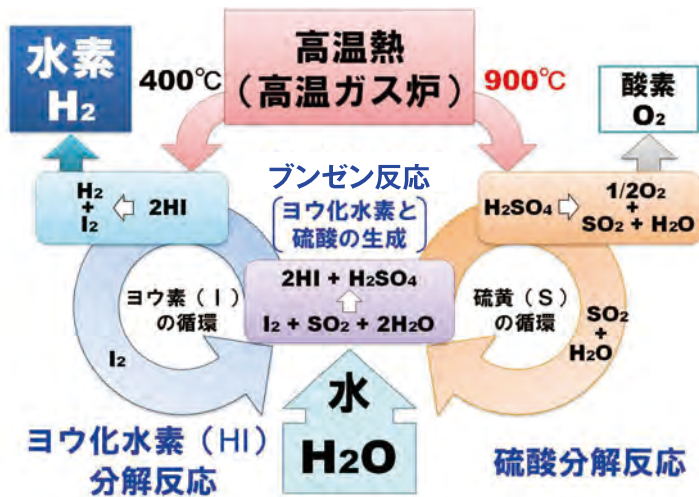 水素
H₂
400℃
高温熱
(高温ガス炉)
900℃
酸素
O₂
H₂
+
I₂
2HI
ブンゼン反応
ヨウ化水素と
硫酸の生成
H₂SO₄
1/2O₂
+
SO₂ + H₂O
2HI + H₂SO₄
I₂ + SO₂ + 2H₂O
ヨウ素(I)
の循環
I₂
硫黄(S)
の循環
SO₂
+
H₂O
水
H₂O
ヨウ化水素(HI)
分解反応
硫酸分解反応